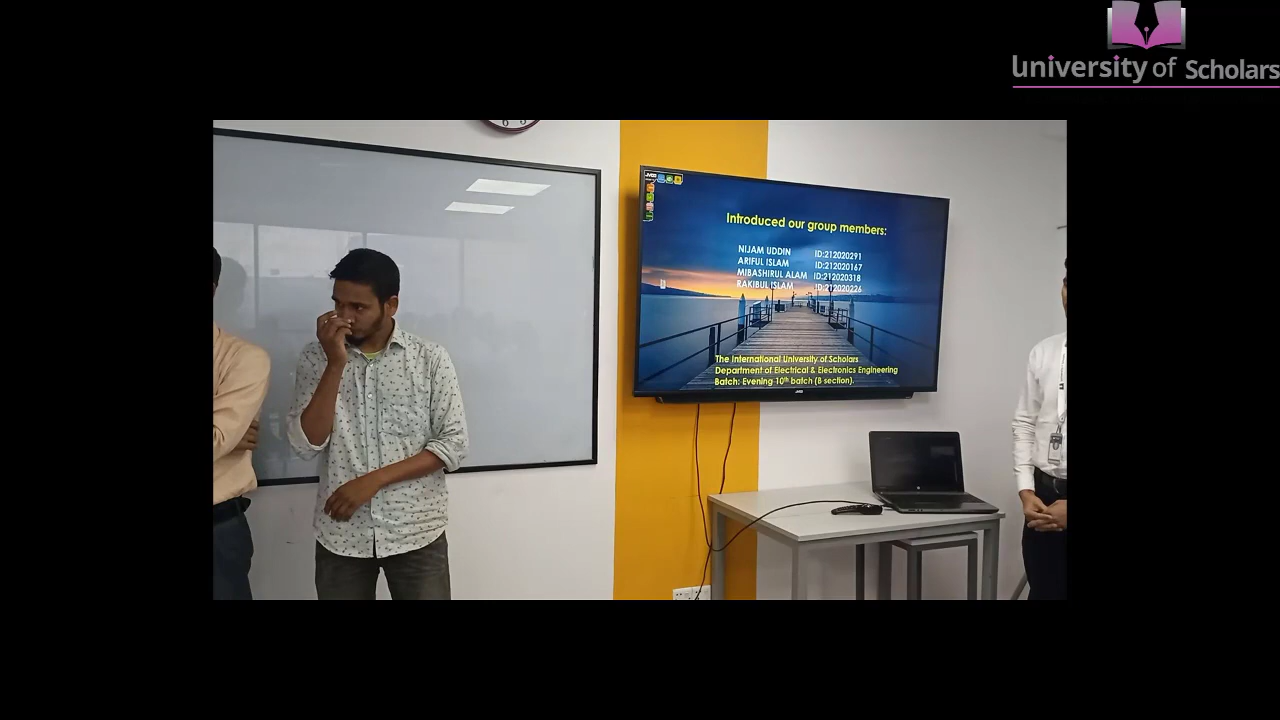 University of Scholars
Introduced our group members:
NIJAM UDDIN ID:212020291
ARIFUL ISLAM ID:212020167
MIBASHIRUL ALAM ID:212020318
RAKIBUL ISLAM ID:212020226
The International University of Scholars
Department of Electrical & Electronics Engineering
Batch: Evening 10th batch (B section).
JVCO